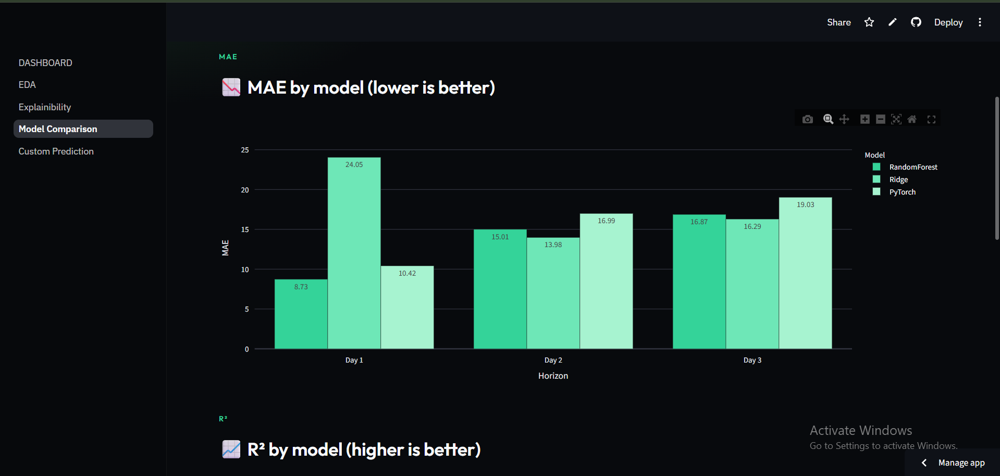 Share
Deploy
DASHBOARD
EDA
Explainibility
Model Comparison
Custom Prediction
MAE
MAE by model (lower is better)
25
20
15
10
5
0
MAE
24.05
8.73
10.42
15.01
13.98
16.99
16.87
16.29
19.03
Day 1
Day 2
Day 3
Horizon
Model
RandomForest
Ridge
PyTorch
R²
R² by model (higher is better)
Activate Windows
Go to Settings to activate Windows.
Manage app